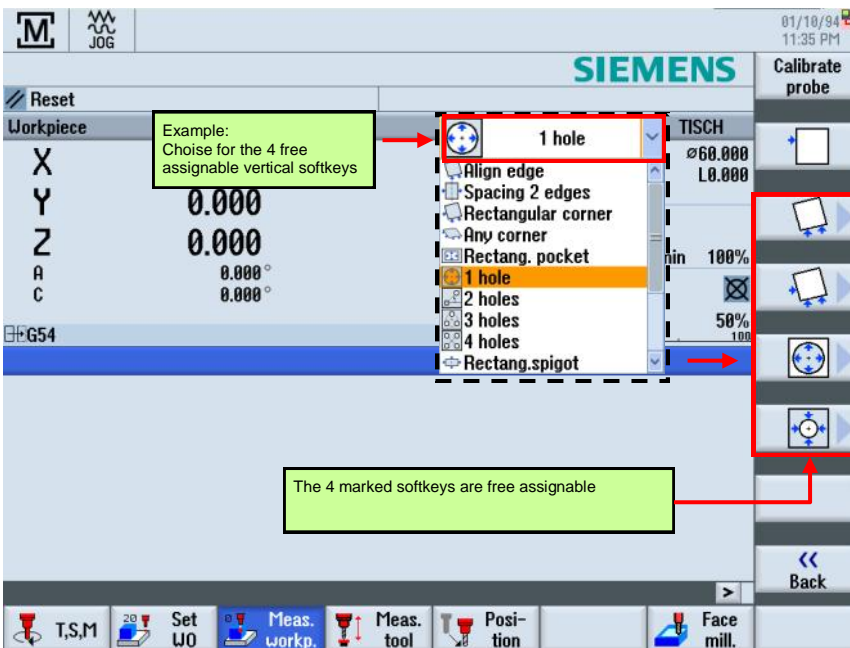 M
JOG
01/10/94
11:35 PM
SIEMENS
Calibrate
probe
// Reset
Workpiece
Example:
Choise for the 4 free
assignable vertical softkeys
1 hole
TISCH
X
ø60.000
L0.000
Y 0.000
Z 0.000
A 0.000°
C 0.000°
G54
Align edge
Spacing 2 edges
Rectangular corner
Any corner
Rectang. pocket
1 hole
2 holes
3 holes
4 holes
Rectang.spigot
100%
50%
100
The 4 marked softkeys are free assignable
<<
Back
>
T,S,M
20
Set
WO
Meas.
workp.
Meas.
tool
Posi-
tion
Face
mill.